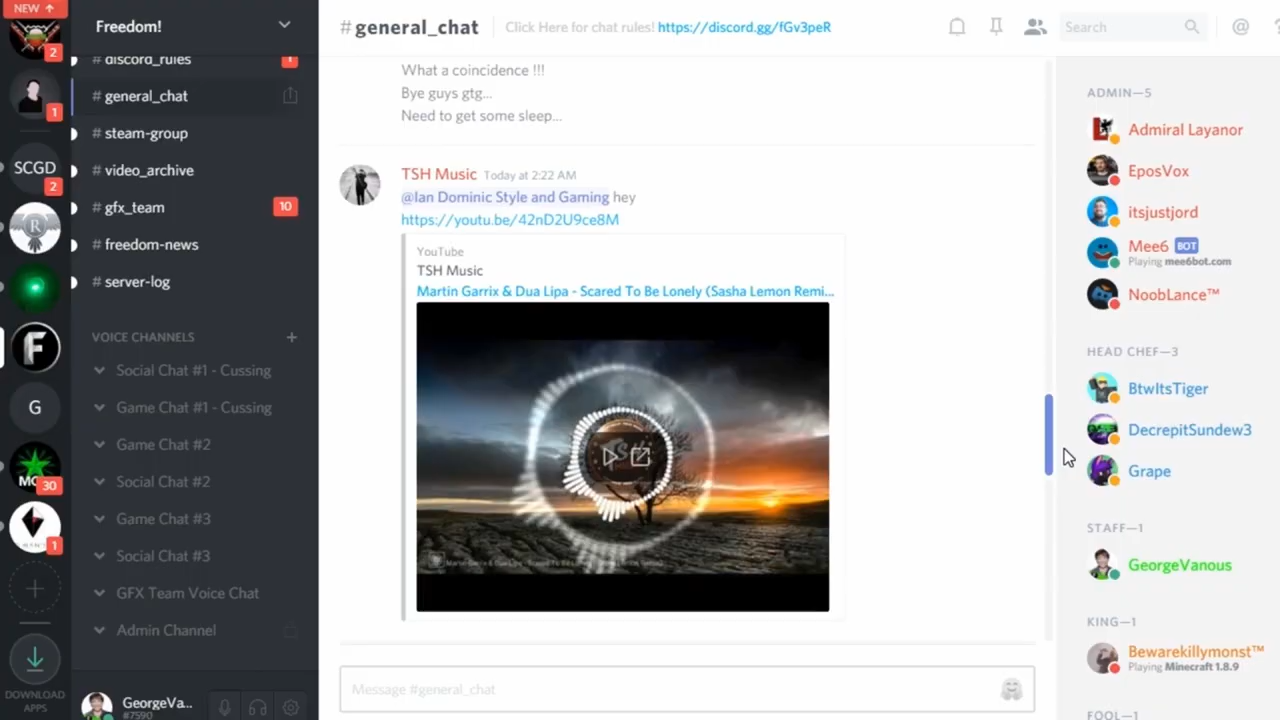 NEW ↑
2
1
SCGD
2
F
G
30
1
DOWNLOAD
APPS
Freedom!
# discord_rules
1
# general_chat
# steam-group
# video_archive
# gfx_team
10
# freedom-news
# server-log
VOICE CHANNELS
Social Chat #1 - Cussing
Game Chat #1 - Cussing
Game Chat #2
Social Chat #2
Game Chat #3
Social Chat #3
GFX Team Voice Chat
Admin Channel
GeorgeVa...
#7590
# general_chat
Click Here for chat rules! https://discord.gg/fGv3peR
Search
What a coincidence !!!
Bye guys gtg...
Need to get some sleep...
TSH Music Today at 2:22 AM
@Ian Dominic Style and Gaming hey
https://youtu.be/42nD2U9ce8M
YouTube
TSH Music
Martin Garrix & Dua Lipa - Scared To Be Lonely (Sasha Lemon Remi...
Message #general_chat
ADMIN—5
Admiral Layanor
EposVox
itsjustjord
Mee6 BOT
Playing mee6bot.com
NoobLance™
HEAD CHEF—3
BtwItsTiger
DecrepitSundew3
Grape
STAFF—1
GeorgeVanous
KING—1
Bewarekillymonst™
Playing Minecraft 1.8.9
FOOL—1